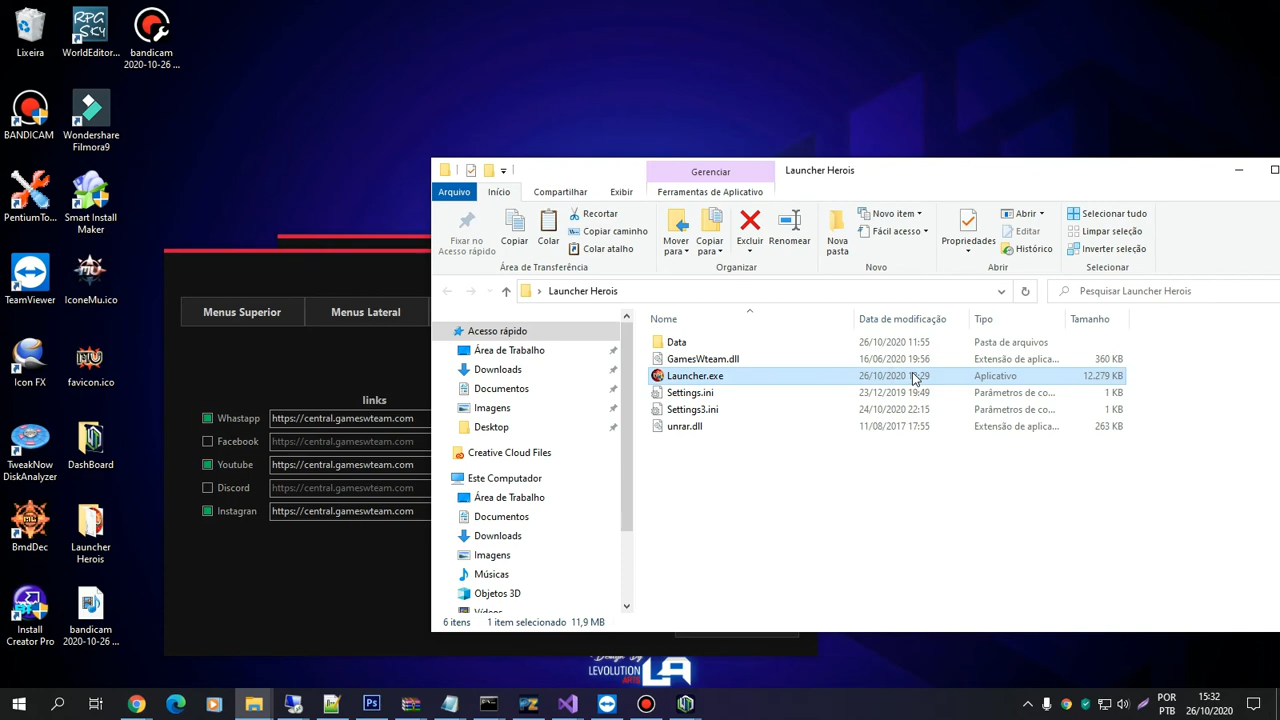 Lixeira
WorldEditor...
bandicam
2020-10-26 ...
RPG
SKY
BANDICAM
Wondershare
Filmora9
PentiumTo...
Smart Install
Maker
TeamViewer
IconeMu.ico
Icon FX
favicon.ico
TweakNow
DiskAnalyzer
DashBoard
BmdDec
Launcher
Herois
Install
Creator Pro
bandicam
2020-10-26 ...
Menus Superior
Menus Lateral
links
Whastapp
https://central.gameswteam.com
Facebook
https://central.gameswteam.com
Youtube
https://central.gameswteam.com
Discord
https://central.gameswteam.com
Instagran
https://central.gameswteam.com
Gerenciar
Launcher Herois
Arquivo
Início
Compartilhar
Exibir
Ferramentas de Aplicativo
Fixar no
Acesso rápido
Copiar
Colar
Recortar
Copiar caminho
Colar atalho
Área de Transferência
Mover
para
Copiar
para
Excluir
Renomear
Organizar
Nova
pasta
Novo item
Fácil acesso
Novo
Propriedades
Abrir
Editar
Histórico
Abrir
Selecionar tudo
Limpar seleção
Inverter seleção
Selecionar
Launcher Herois
Pesquisar Launcher Herois
Acesso rápido
Área de Trabalho
Downloads
Documentos
Imagens
Desktop
Creative Cloud Files
Este Computador
Área de Trabalho
Documentos
Downloads
Imagens
Músicas
Objetos 3D
Vídeos
Nome
Data de modificação
Tipo
Tamanho
Data
26/10/2020 11:55
Pasta de arquivos
GamesWteam.dll
16/06/2020 19:56
Extensão de aplica...
360 KB
Launcher.exe
26/10/2020
Aplicativo
12.279 KB
Settings.ini
23/12/2019 19:49
Parâmetros de co...
1 KB
Settings3.ini
24/10/2020 22:15
Parâmetros de co...
1 KB
unrar.dll
11/08/2017 17:55
Extensão de aplica...
263 KB
6 itens
1 item selecionado 11,9 MB
Design By
LEVOLUTION
ARTS
LA
POR
PTB
15:32
26/10/2020